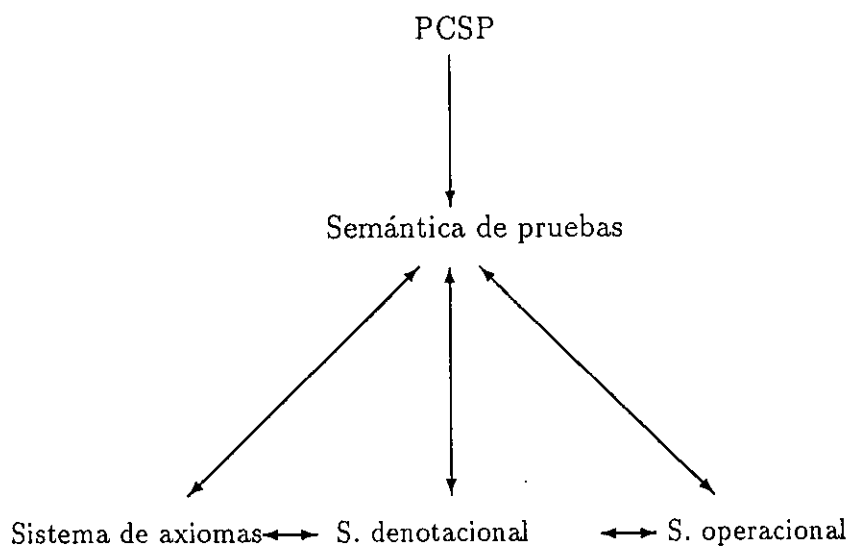 PCSP
Semántica de pruebas
Sistema de axiomas S. denotacional S. operacional